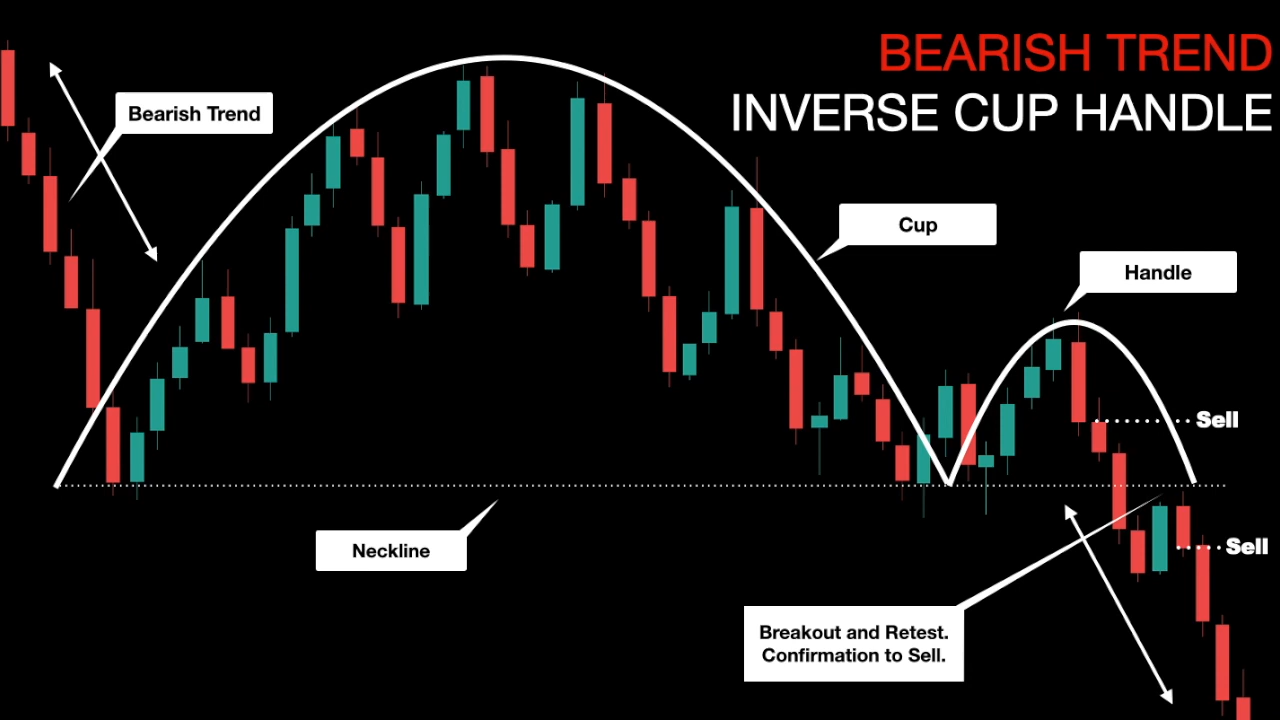 BEARISH TREND
INVERSE CUP HANDLE
Bearish Trend
Cup
Handle
Sell
Neckline
Sell
Breakout and Retest.
Confirmation to Sell.